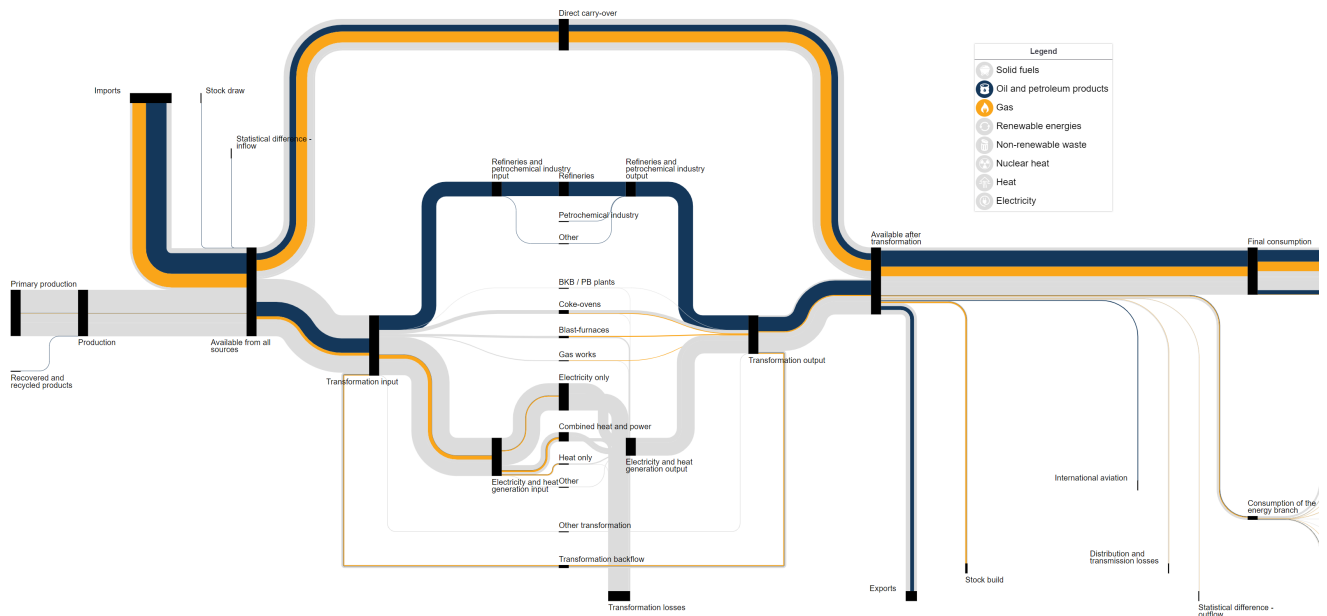 Direct carry-over
Legend
Solid fuels
Oil and petroleum products
Gas
Renewable energies
Non-renewable waste
Nuclear heat
Heat
Electricity
Imports
Stock draw
Statistical difference -
inflow
Refineries and
petrochemical industry
input
Refineries
Refineries and
petrochemical industry
output
Petrochemical industry
Other
Available after
transformation
Final consumption
Primary production
Production
Available from all
sources
Recovered and
recycled products
BKB / PB plants
Coke-ovens
Blast-furnaces
Gas works
Transformation input
Transformation output
Electricity only
Combined heat and power
Heat only
Other
Electricity and heat
generation input
Electricity and heat
generation output
Other transformation
Transformation backflow
Transformation losses
International aviation
Consumption of the
energy branch
Distribution and
transmission losses
Stock build
Exports
Statistical difference -
outflow